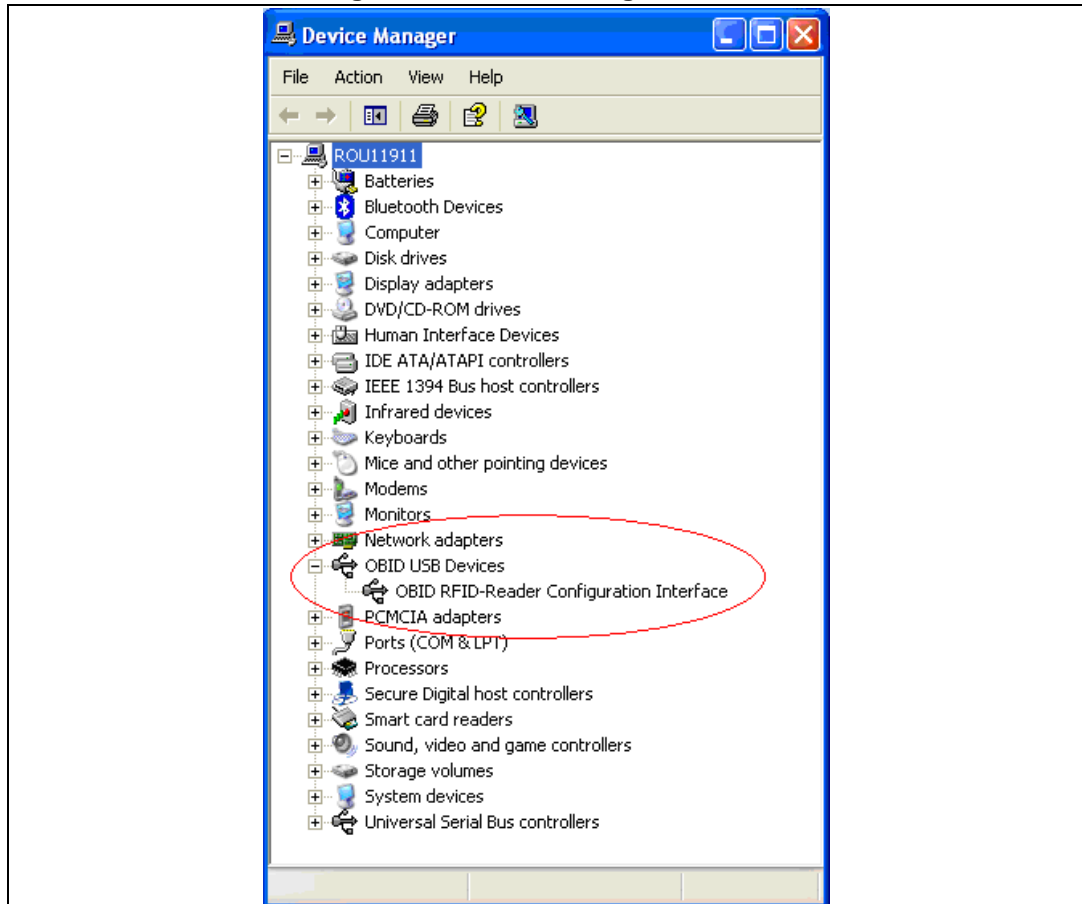 Device Manager
File Action View Help
ROU11911
Batteries
Bluetooth Devices
Computer
Disk drives
Display adapters
DVD/CD-ROM drives
Human Interface Devices
IDE ATA/ATAPI controllers
IEEE 1394 Bus host controllers
Infrared devices
Keyboards
Mice and other pointing devices
Modems
Monitors
Network adapters
OBID USB Devices
OBID RFID-Reader Configuration Interface
PCMCIA adapters
Ports (COM & LPT)
Processors
Secure Digital host controllers
Smart card readers
Sound, video and game controllers
Storage volumes
System devices
Universal Serial Bus controllers